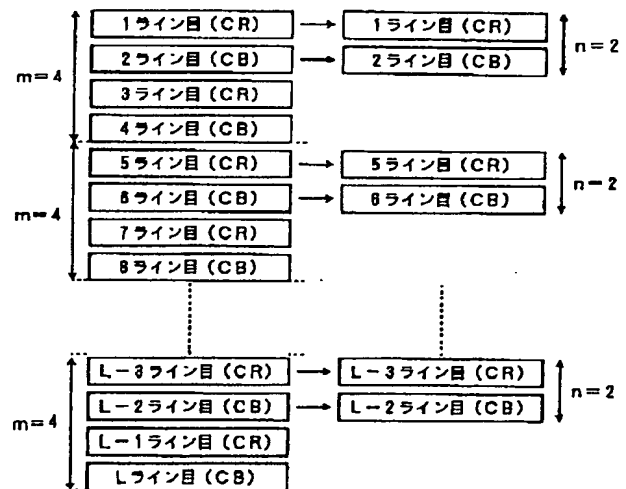 1ライン目(CR) 1ライン目(CR)
m=4 2ライン目(CB) 2ライン目(CB) n=2
3ライン目(CR)
4ライン目(CB)
5ライン目(CR) 5ライン目(CR)
m=4 6ライン目(CB) 6ライン目(CB) n=2
7ライン目(CR)
8ライン目(CB)
L-3ライン目(CR) L-3ライン目(CR)
m=4 L-2ライン目(CB) L-2ライン目(CB) n=2
L-1ライン目(CR)
Lライン目(CB)